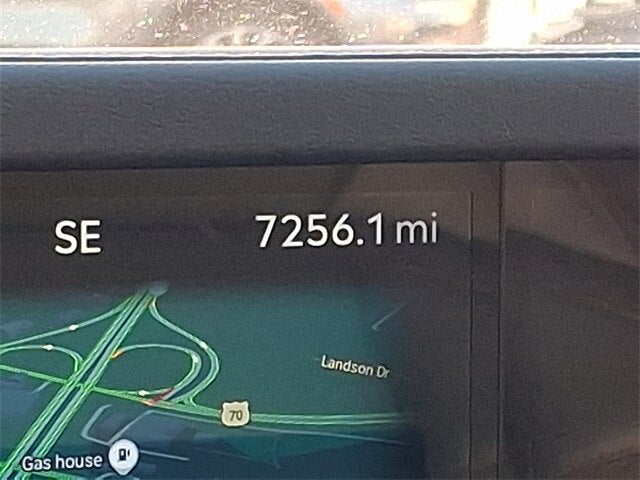 SE
7256.1 mi
Landson Dr
70
Gas house